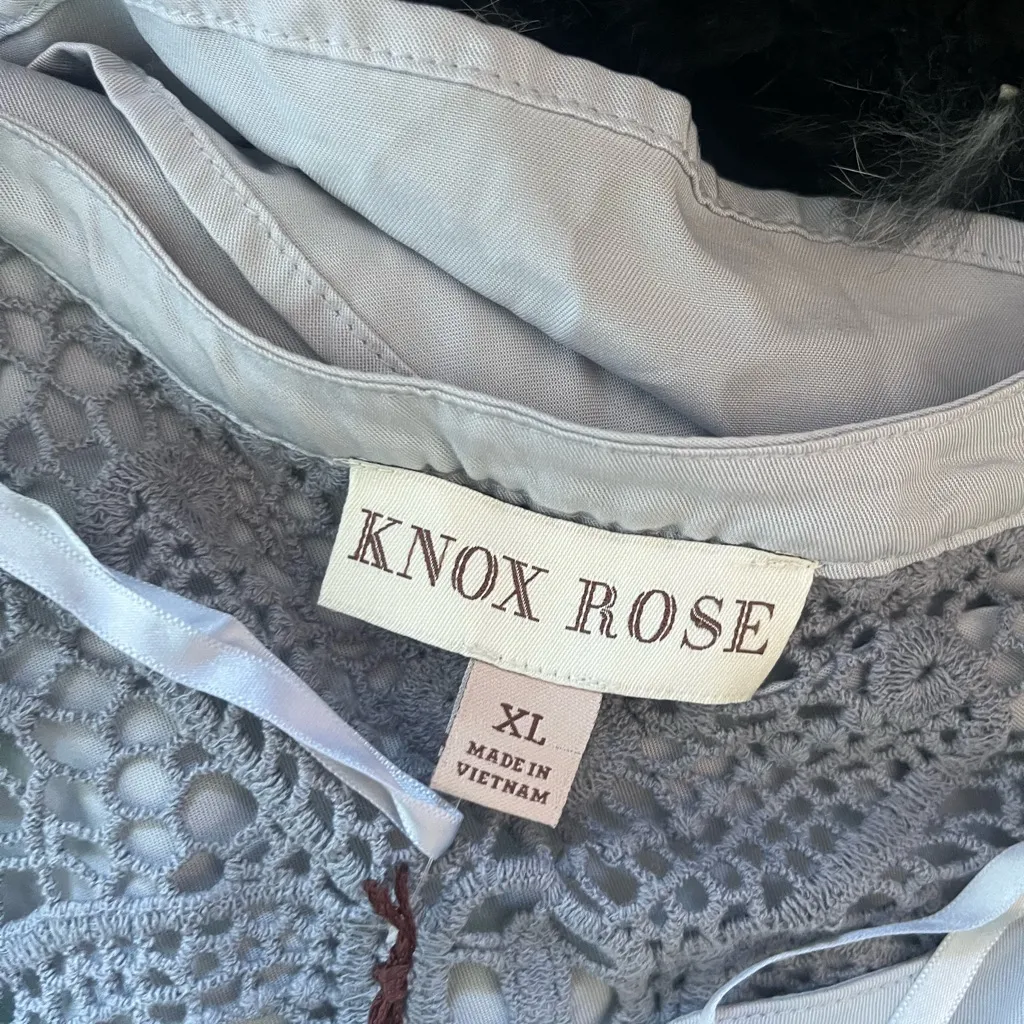 KNOX ROSE
XL
MADE IN
VIETNAM